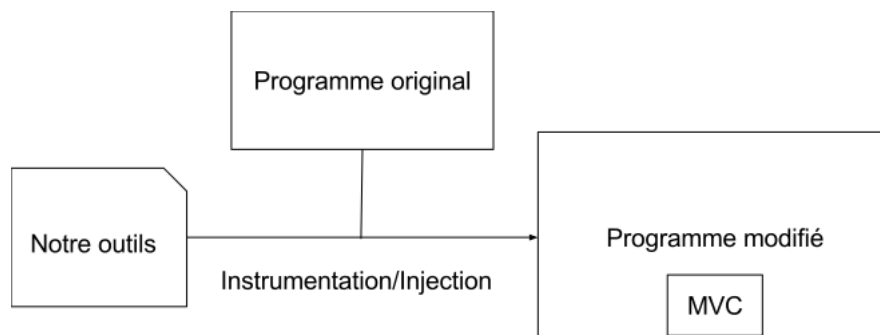 Programme original
Notre outils
Programme modifié
Instrumentation/Injection
MVC